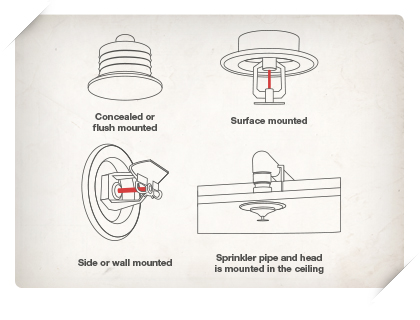 Concealed or
flush mounted
Surface mounted
Side or wall mounted
Sprinkler pipe and head
is mounted in the ceiling